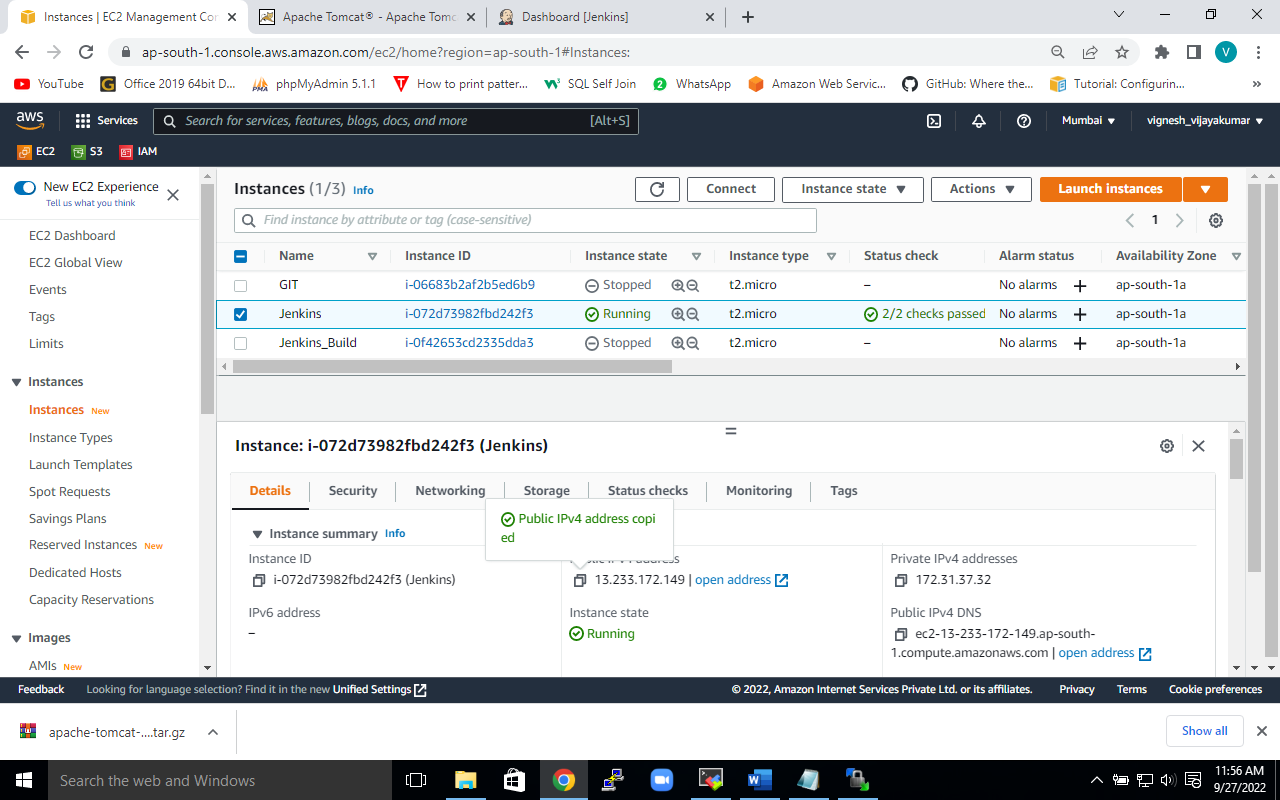 Instances | EC2 Management Con
Apache Tomcat® - Apache Tomc
Dashboard [Jenkins]
ap-south-1.console.aws.amazon.com/ec2/home?region=ap-south-1#Instances:
V
YouTube
Office 2019 64bit D...
phpMyAdmin 5.1.1
How to print patter...
SQL Self Join
2
WhatsApp
Amazon Web Servic...
GitHub: Where the...
Tutorial: Configurin...
»
aws
Services
Search for services, features, blogs, docs, and more
[Alt+S]
Mumbai ▼
vignesh_vijayakumar ▼
EC2
S3
IAM
New EC2 Experience
Tell us what you think
EC2 Dashboard
EC2 Global View
Events
Tags
Limits
Instances
Instances New
Instance Types
Launch Templates
Spot Requests
Savings Plans
Reserved Instances New
Dedicated Hosts
Capacity Reservations
Images
AMIs New
Instances (1/3) Info
Connect
Instance state ▼
Actions ▼
Launch instances
Find instance by attribute or tag (case-sensitive)
1
Name
Instance ID
Instance state
Instance type
Status check
Alarm status
Availability Zone
GIT i-06683b2af2b5ed6b9 Stopped t2.micro – No alarms + ap-south-1a
Jenkins i-072d73982fbd242f3 Running t2.micro 2/2 checks passed No alarms + ap-south-1a
Jenkins_Build i-0f42653cd2335dda3 Stopped t2.micro – No alarms + ap-south-1a
Instance: i-072d73982fbd242f3 (Jenkins)
Details
Security
Networking
Storage
Status checks
Monitoring
Tags
Public IPv4 address copi
ed
Instance summary Info
Instance ID
i-072d73982fbd242f3 (Jenkins)
13.233.172.149 | open address
Private IPv4 addresses
172.31.37.32
IPv6 address
–
Instance state
Running
Public IPv4 DNS
ec2-13-233-172-149.ap-south-
1.compute.amazonaws.com | open address
Feedback
Looking for language selection? Find it in the new Unified Settings
© 2022, Amazon Internet Services Private Ltd. or its affiliates.
Privacy
Terms
Cookie preferences
apache-tomcat-....tar.gz
Show all
Search the web and Windows
11:56 AM
9/27/2022